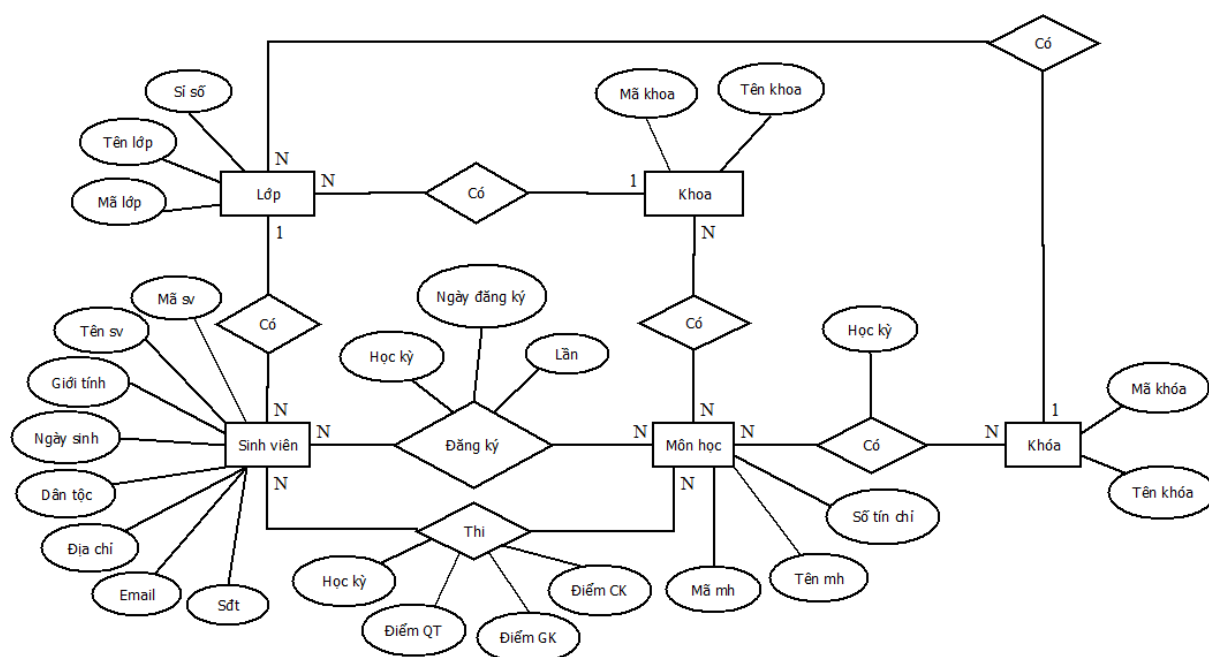 Có
Sỉ số
Mã khoa
Tên khoa
Tên lớp
Mã lớp
N
N
Lớp
1
Có
1
Khoa
N
Mã sv
Ngày đăng ký
Tên sv
Có
Học kỳ
Lần
Có
Học kỳ
Giới tính
Mã khóa
Ngày sinh
N
Sinh viên
N
Đăng ký
N
N
Môn học
N
Có
N
1
Khóa
Dân tộc
N
N
Tên khóa
Số tín chỉ
Địa chỉ
Thi
Email
Sđt
Học kỳ
Điểm QT
Điểm GK
Điểm CK
Mã mh
Tên mh